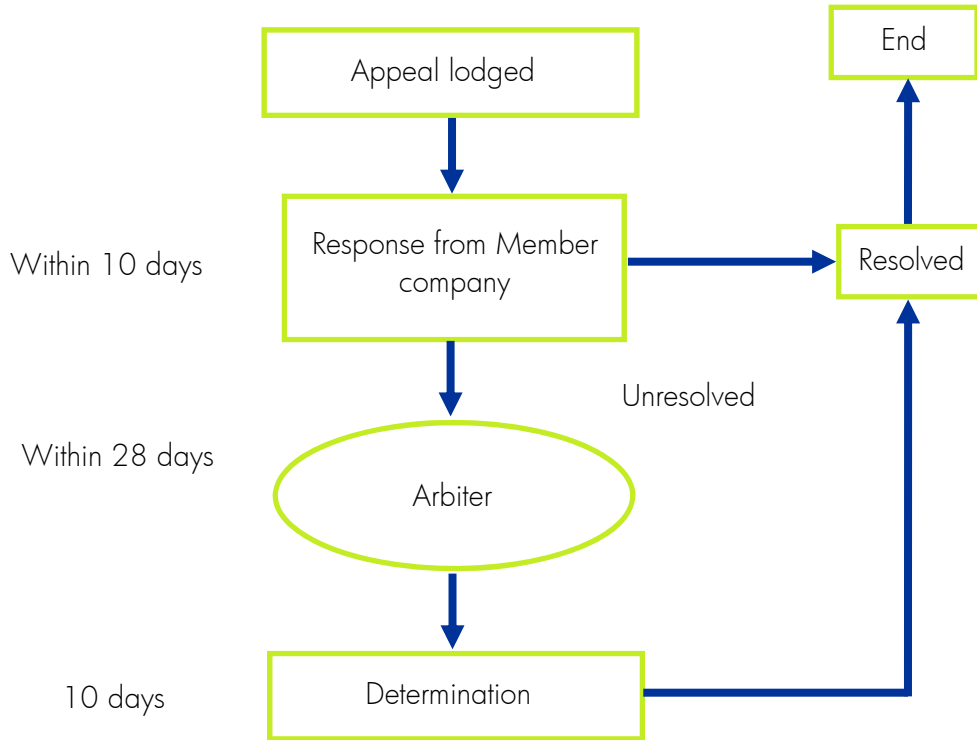 End
Appeal lodged
Within 10 days
Response from Member
company
Resolved
Unresolved
Within 28 days
Arbiter
10 days
Determination